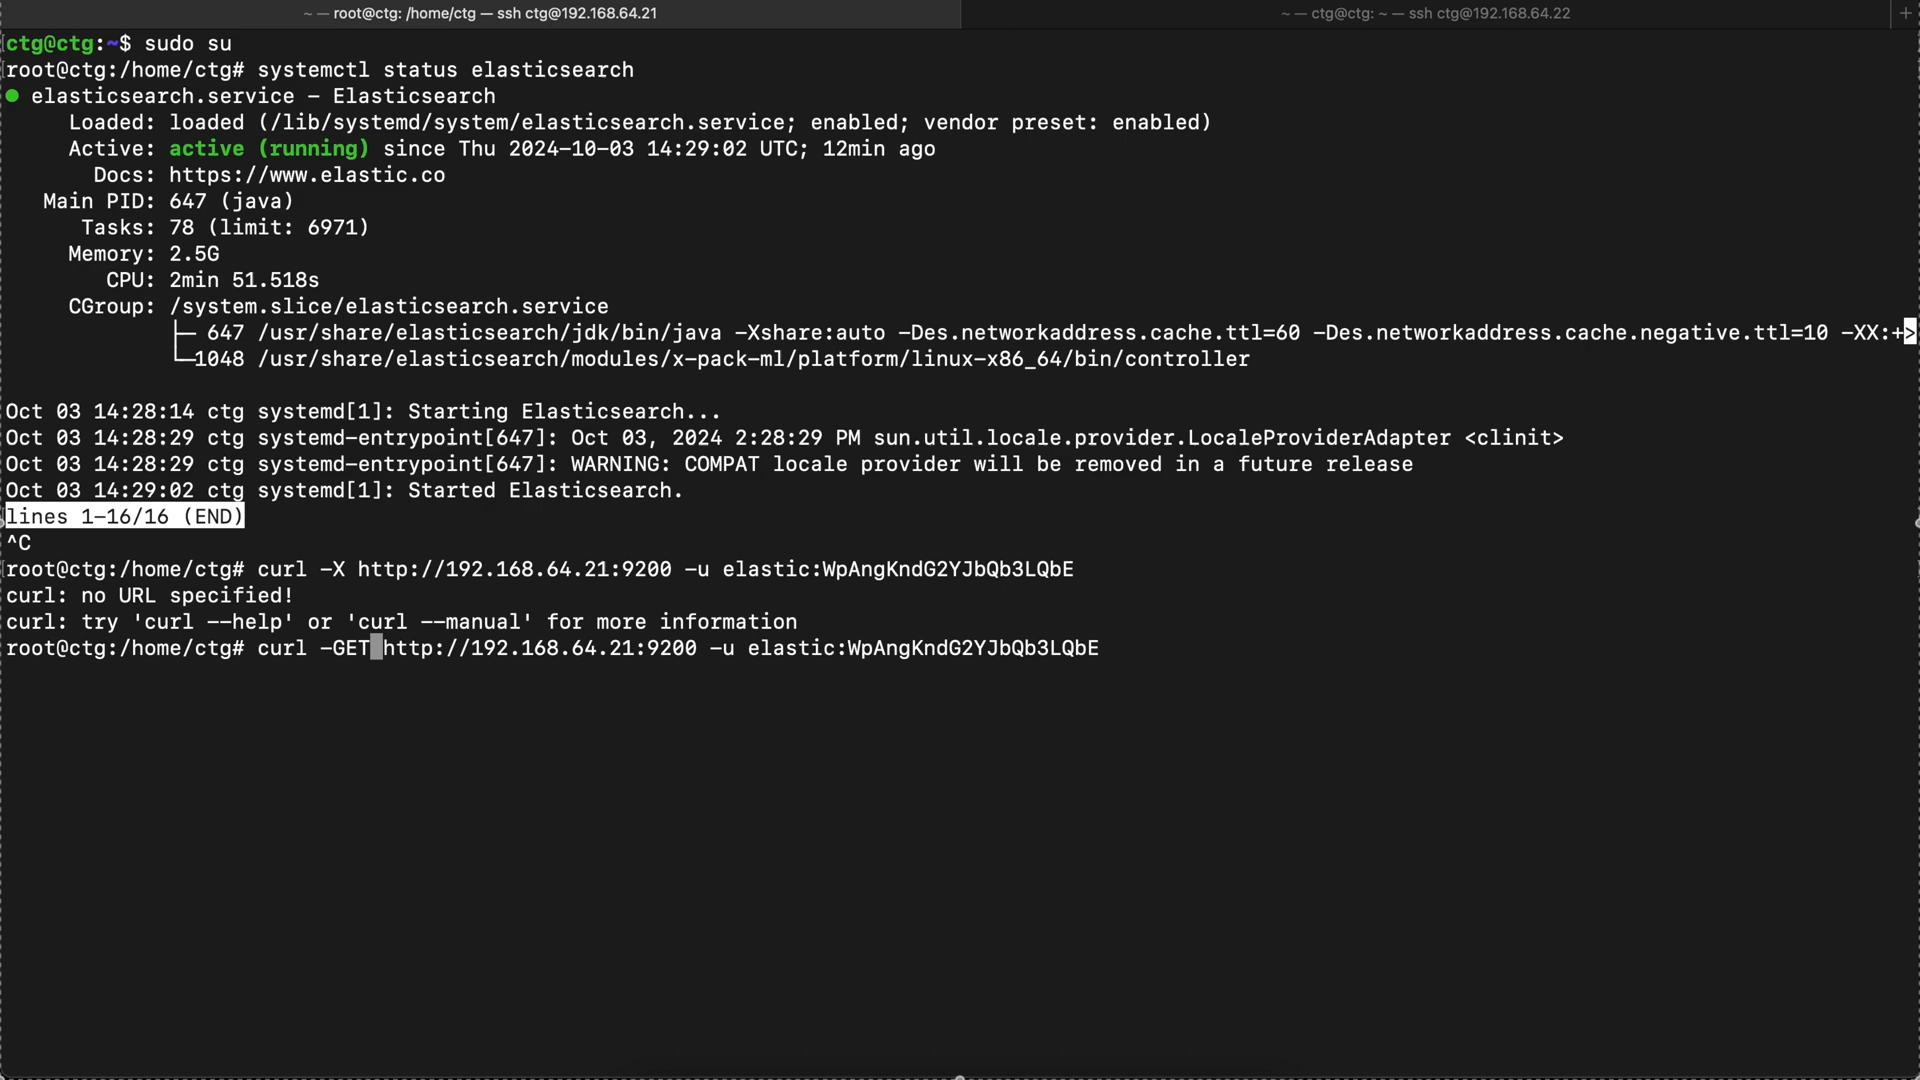 ~ — root@ctg: /home/ctg — ssh ctg@192.168.64.21
~ — ctg@ctg: ~ — ssh ctg@192.168.64.22
+
ctg@ctg:~$ sudo su
root@ctg:/home/ctg# systemctl status elasticsearch
● elasticsearch.service - Elasticsearch
Loaded: loaded (/lib/systemd/system/elasticsearch.service; enabled; vendor preset: enabled)
Active: active (running) since Thu 2024-10-03 14:29:02 UTC; 12min ago
Docs: https://www.elastic.co
Main PID: 647 (java)
Tasks: 78 (limit: 6971)
Memory: 2.5G
CPU: 2min 51.518s
CGroup: /system.slice/elasticsearch.service
├─ 647 /usr/share/elasticsearch/jdk/bin/java -Xshare:auto -Des.networkaddress.cache.ttl=60 -Des.networkaddress.cache.negative.ttl=10 -XX:+>
└─1048 /usr/share/elasticsearch/modules/x-pack-ml/platform/linux-x86_64/bin/controller
Oct 03 14:28:14 ctg systemd[1]: Starting Elasticsearch...
Oct 03 14:28:29 ctg systemd-entrypoint[647]: Oct 03, 2024 2:28:29 PM sun.util.locale.provider.LocaleProviderAdapter <clinit>
Oct 03 14:28:29 ctg systemd-entrypoint[647]: WARNING: COMPAT locale provider will be removed in a future release
Oct 03 14:29:02 ctg systemd[1]: Started Elasticsearch.
lines 1-16/16 (END)
^C
root@ctg:/home/ctg# curl -X http://192.168.64.21:9200 -u elastic:WpAngKndG2YJbQb3LQbE
curl: no URL specified!
curl: try 'curl --help' or 'curl --manual' for more information
root@ctg:/home/ctg# curl -GET http://192.168.64.21:9200 -u elastic:WpAngKndG2YJbQb3LQbE